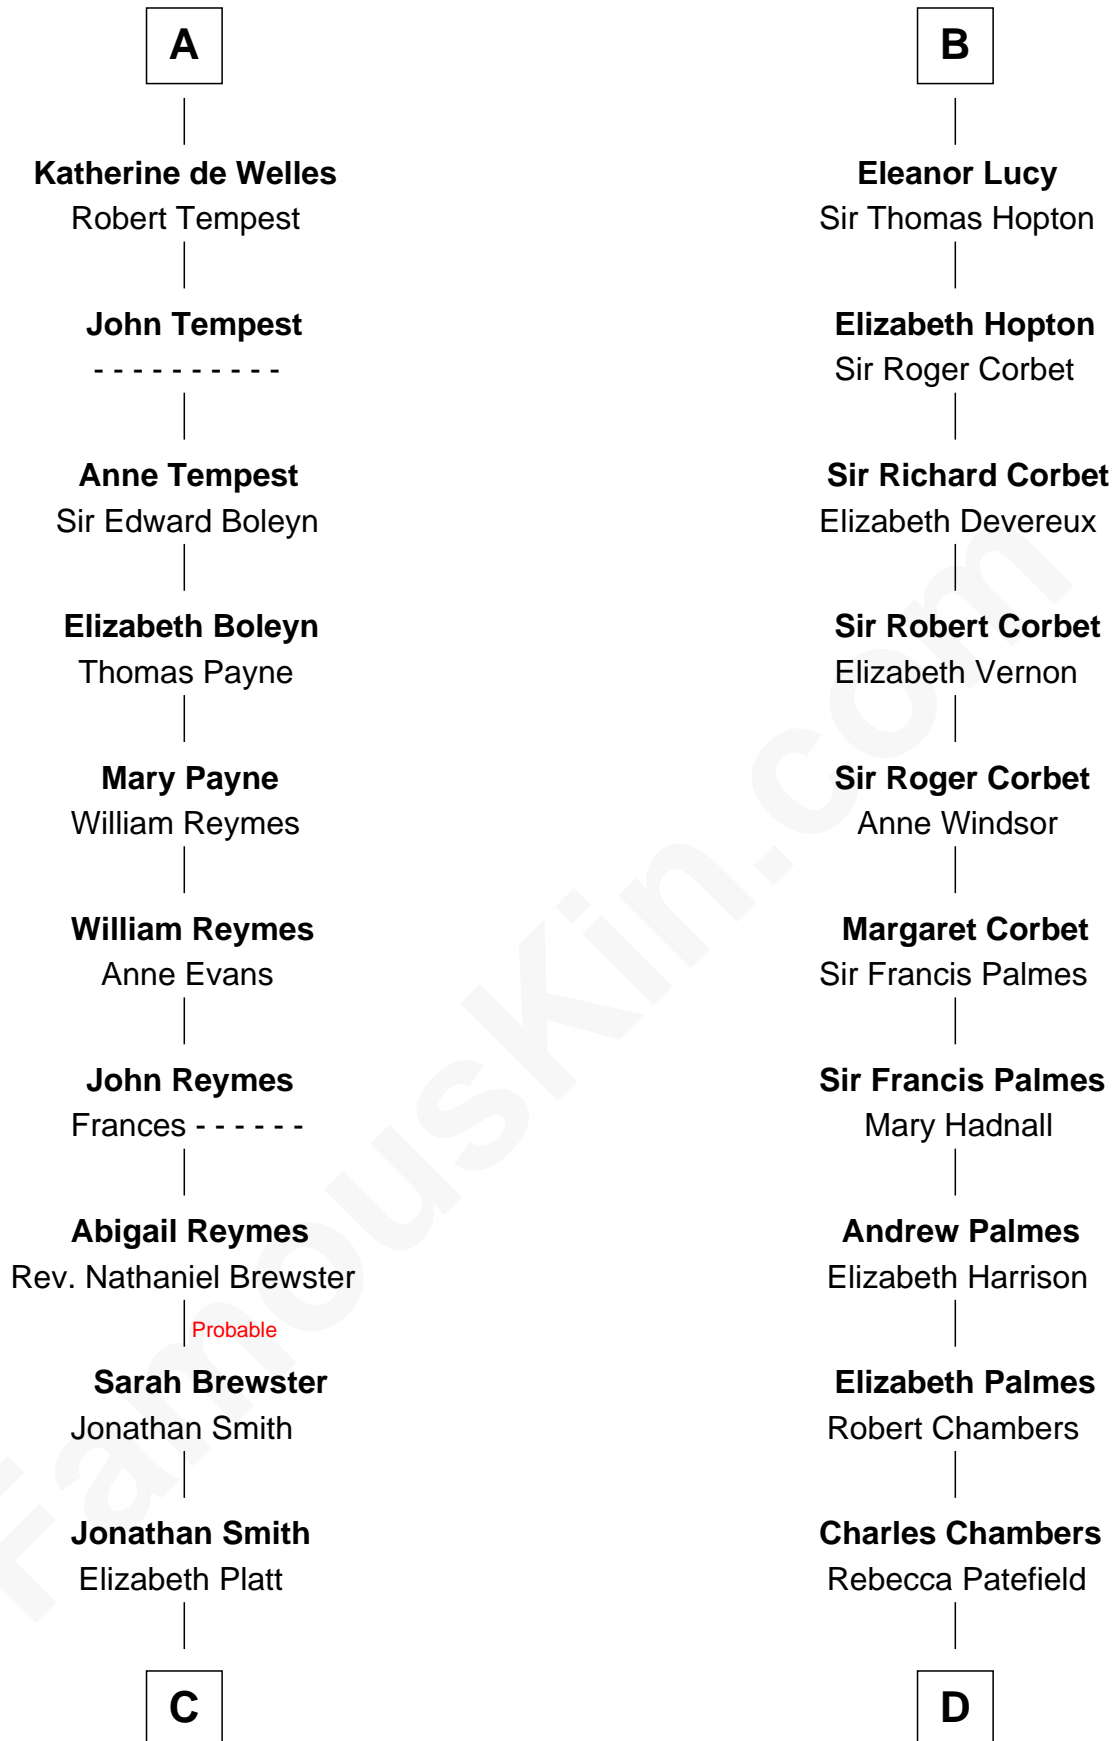 A
Katherine de Welles
Robert Tempest
John Tempest
- - - - - - - - - -
Anne Tempest
Sir Edward Boleyn
Elizabeth Boleyn
Thomas Payne
Mary Payne
William Reymes
William Reymes
Anne Evans
John Reymes
Frances - - - - - -
Abigail Reymes
Rev. Nathaniel Brewster
Probable
Sarah Brewster
Jonathan Smith
Jonathan Smith
Elizabeth Platt
C
B
Eleanor Lucy
Sir Thomas Hopton
Elizabeth Hopton
Sir Roger Corbet
Sir Richard Corbet
Elizabeth Devereux
Sir Robert Corbet
Elizabeth Vernon
Sir Roger Corbet
Anne Windsor
Margaret Corbet
Sir Francis Palmes
Sir Francis Palmes
Mary Hadnall
Andrew Palmes
Elizabeth Harrison
Elizabeth Palmes
Robert Chambers
Charles Chambers
Rebecca Patefield
D
FamousKin.com